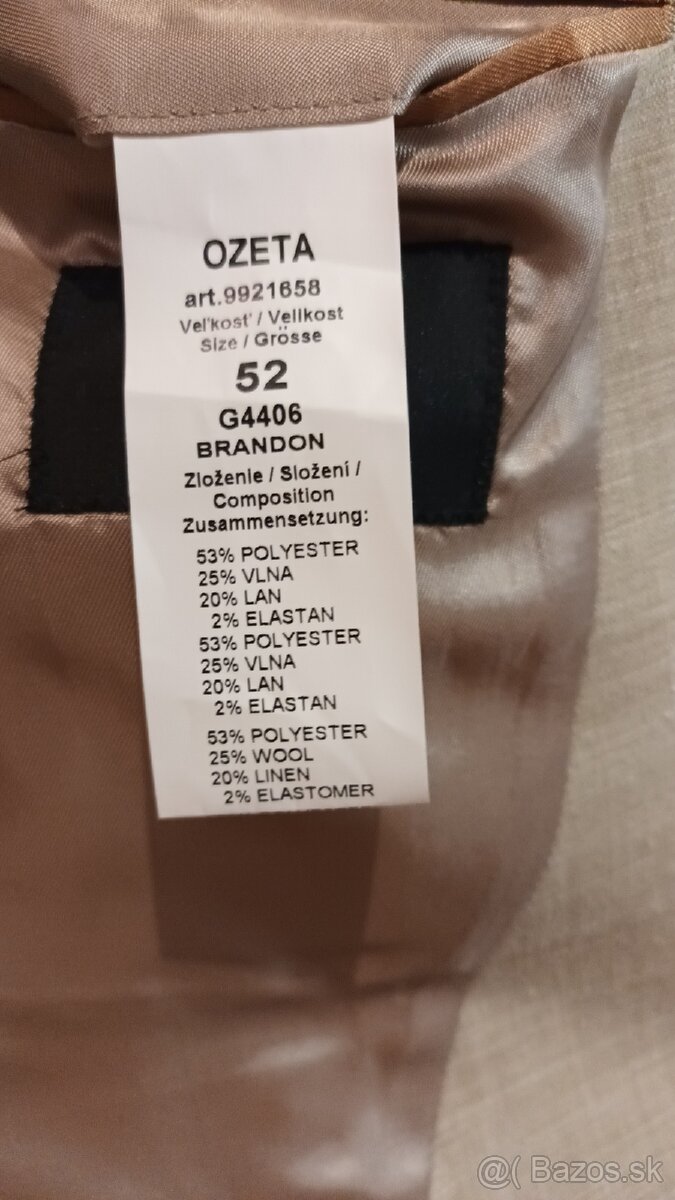 OZETA
art.9921658
Veľkosť / Velikost
Size / Grösse
52
G4406
BRANDON
Zloženie / Složení /
Composition
Zusammensetzung:
53% POLYESTER
25% VLNA
20% LAN
2% ELASTAN
53% POLYESTER
25% VLNA
20% LAN
2% ELASTAN
53% POLYESTER
25% WOOL
20% LINEN
2% ELASTOMER
@( Bazos.sk